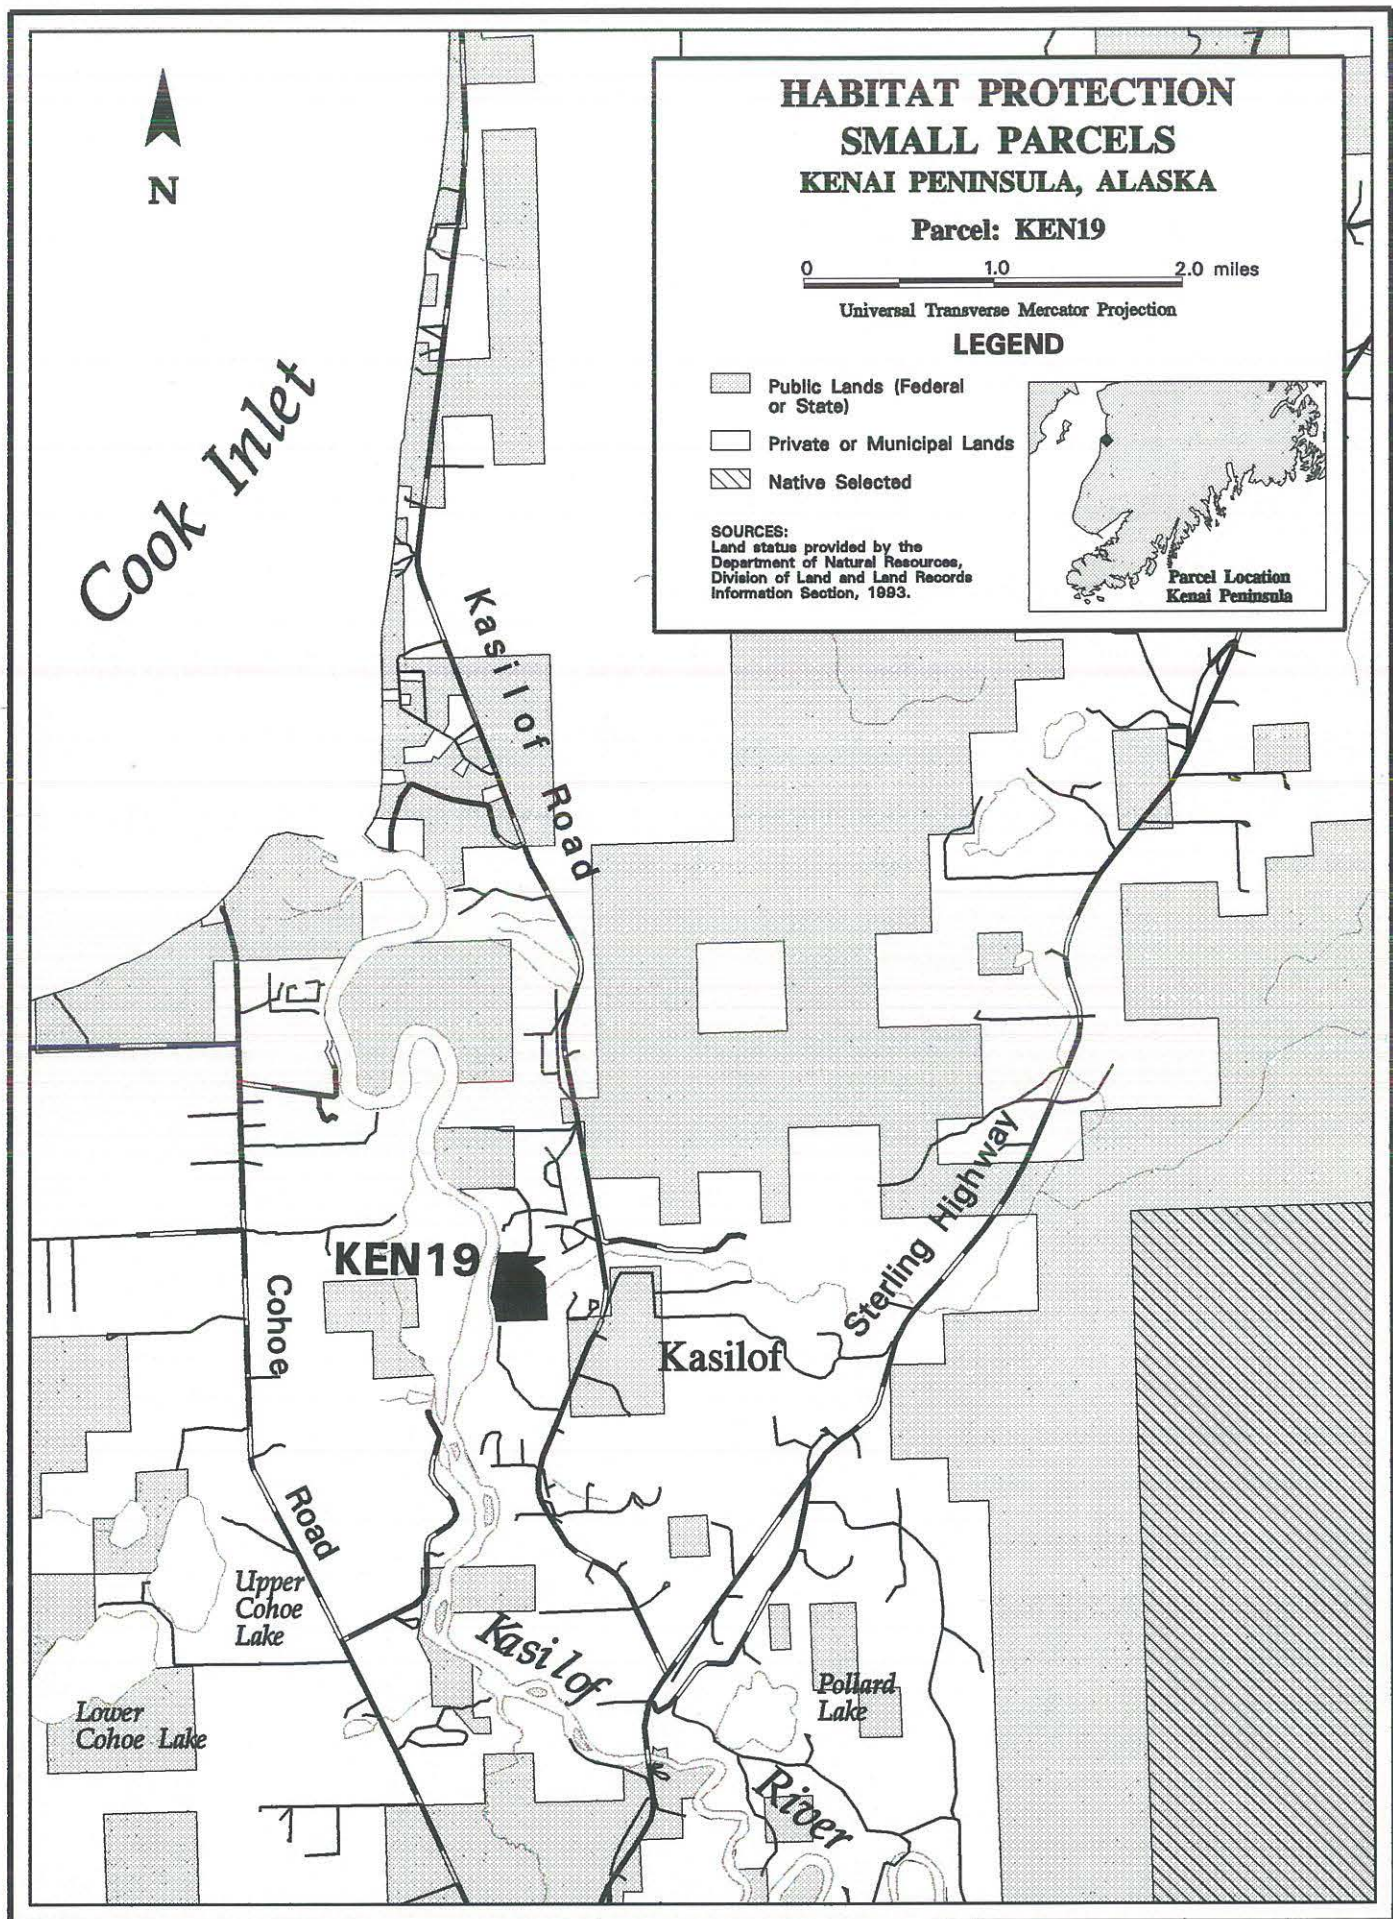 5 7
HABITAT PROTECTION
SMALL PARCELS
KENAI PENINSULA, ALASKA
Parcel: KEN19
0 1.0 2.0 miles
Universal Transverse Mercator Projection
LEGEND
Public Lands (Federal
or State)
Private or Municipal Lands
Native Selected
SOURCES:
Land status provided by the
Department of Natural Resources,
Division of Land and Land Records
Information Section, 1993.
Parcel Location
Kenai Peninsula
N
Cook Inlet
Kasilof Road
Sterling Highway
KEN19
Cohoe Road
Kasilof
Upper
Cohoe
Lake
Lower
Cohoe Lake
Kasilof River
Pollard
Lake